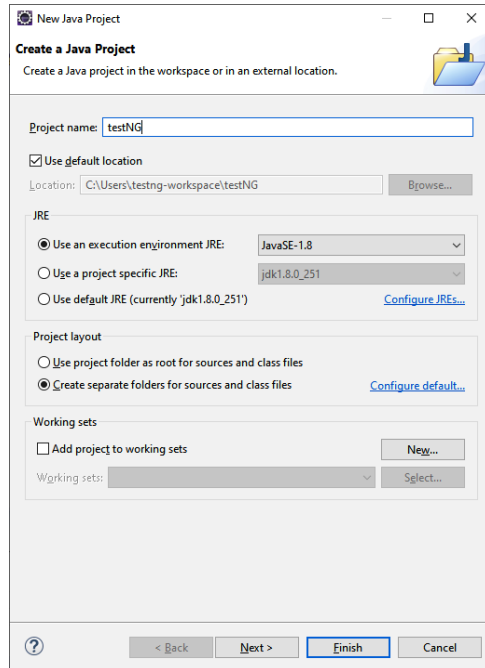 New Java Project
Create a Java Project
Create a Java project in the workspace or in an external location.
Project name: testNG
Use default location
Location: C:\Users\testng-workspace\testNG Browse...
JRE
Use an execution environment JRE: JavaSE-1.8
Use a project specific JRE: jdk1.8.0_251
Use default JRE (currently 'jdk1.8.0_251') Configure JREs...
Project layout
Use project folder as root for sources and class files
Create separate folders for sources and class files Configure default...
Working sets
Add project to working sets New...
Working sets: Select...
? < Back Next > Finish Cancel